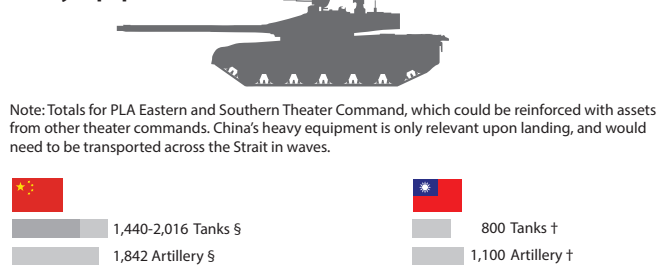 Note: Totals for PLA Eastern and Southern Theater Command, which could be reinforced with assets
from other theater commands. China’s heavy equipment is only relevant upon landing, and would
need to be transported across the Strait in waves.
1,440-2,016 Tanks §
800 Tanks †
1,842 Artillery §
1,100 Artillery †